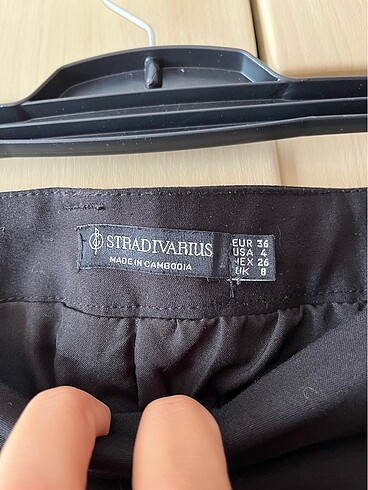 STRADIVARIUS
MADE IN CAMBODIA
EUR 36
USA 4
MEX 26
UK 8